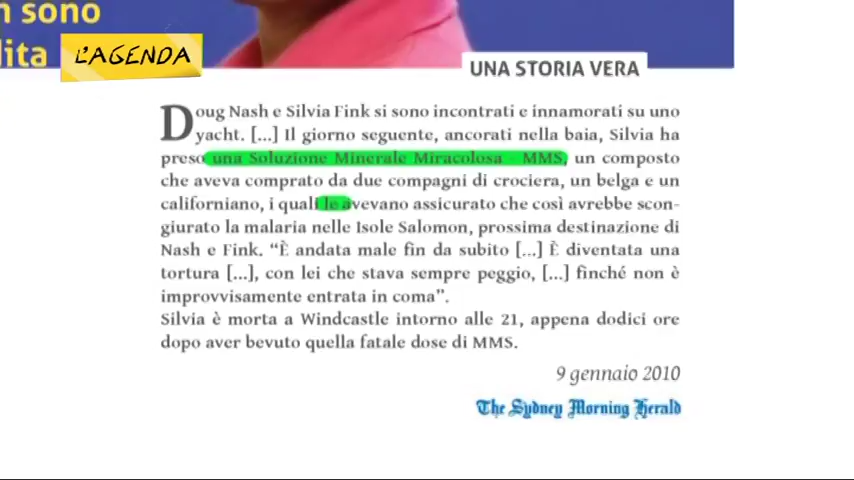 n sono
lita
L'AGENDA
UNA STORIA VERA
Doug Nash e Silvia Fink si sono incontrati e innamorati su uno
yacht. [...] Il giorno seguente, ancorati nella baia, Silvia ha
preso una Soluzione Minerale Miracolosa - MMS, un composto
che aveva comprato da due compagni di crociera, un belga e un
californiano, i quali le avevano assicurato che così avrebbe scon-
giurato la malaria nelle Isole Salomon, prossima destinazione di
Nash e Fink. “È andata male fin da subito [...] È diventata una
tortura [...], con lei che stava sempre peggio, [...] finché non è
improvvisamente entrata in coma”.
Silvia è morta a Windcastle intorno alle 21, appena dodici ore
dopo aver bevuto quella fatale dose di MMS.
9 gennaio 2010
The Sydney Morning Herald